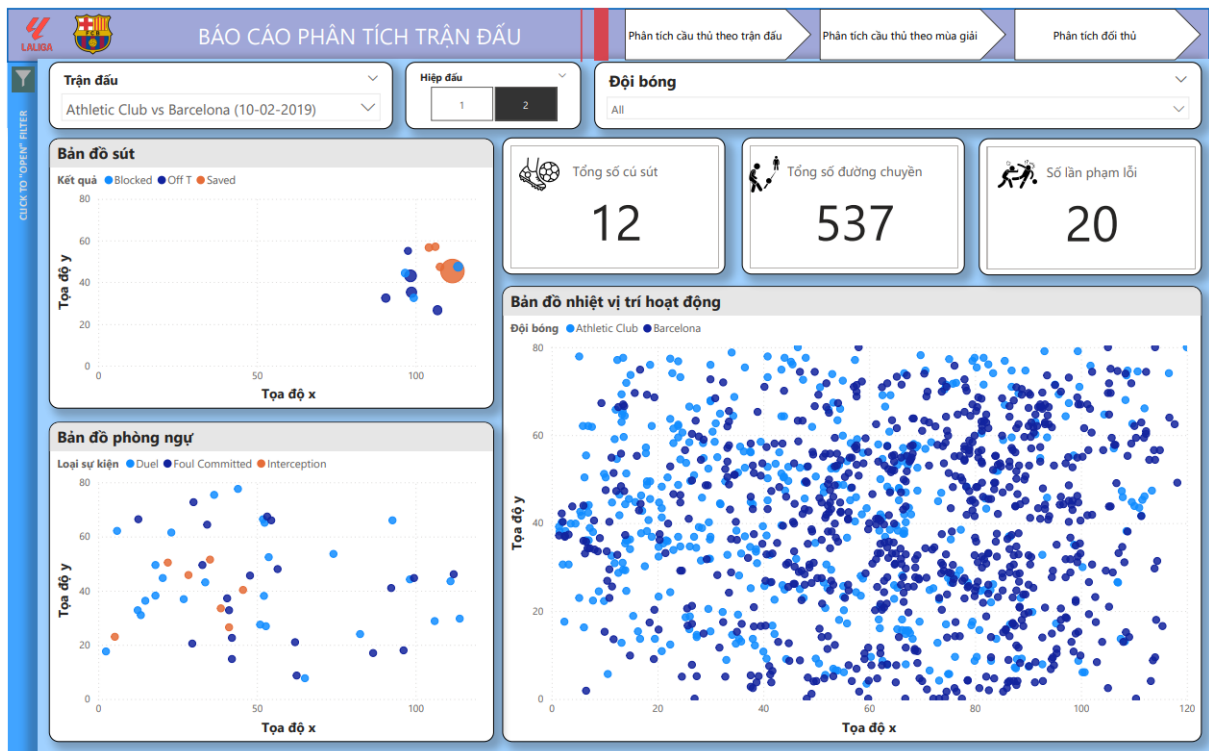 LALIGA
FCB
BÁO CÁO PHÂN TÍCH TRẬN ĐẤU
Phân tích cầu thủ theo trận đấu
Phân tích cầu thủ theo mùa giải
Phân tích đối thủ
CLICK TO "OPEN" FILTER
Trận đấu
Athletic Club vs Barcelona (10-02-2019)
Hiệp đấu
1
2
Đội bóng
All
Bản đồ sút
Kết quả Blocked Off T Saved
80
60
40
20
0
0 50 100
Tọa độ y
Tọa độ x
Tổng số cú sút
12
Tổng số đường chuyền
537
Số lần phạm lỗi
20
Bản đồ phòng ngự
Loại sự kiện Duel Foul Committed Interception
80
60
40
20
0
0 50 100
Tọa độ y
Tọa độ x
Bản đồ nhiệt vị trí hoạt động
Đội bóng Athletic Club Barcelona
80
60
40
20
0
0 20 40 60 80 100 120
Tọa độ y
Tọa độ x